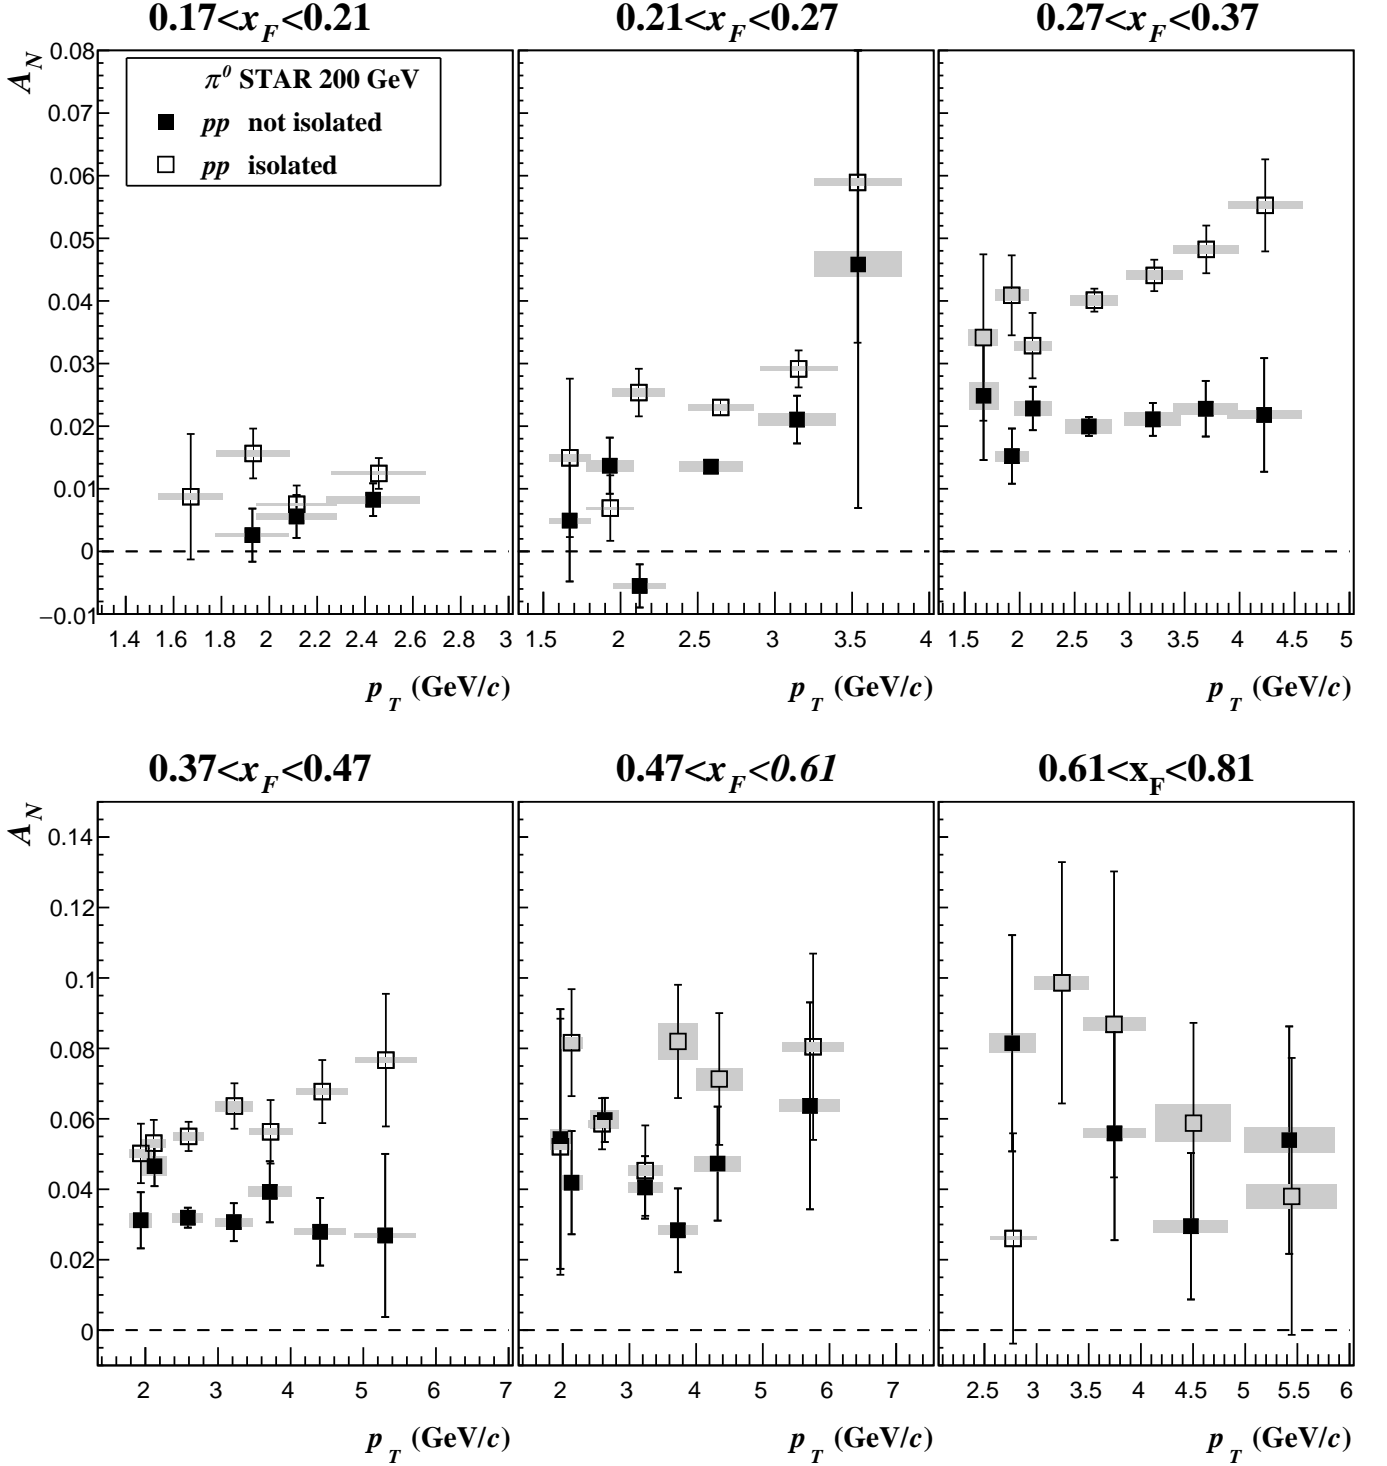 0.17<x_F<0.21 0.21<x_F<0.27 0.27<x_F<0.37
A_N
0.08
π⁰ STAR 200 GeV
pp not isolated
pp isolated
0.07
0.06
0.05
0.04
0.03
0.02
0.01
0
−0.01
1.4 1.6 1.8 2 2.2 2.4 2.6 2.8 3 1.5 2 2.5 3 3.5 4 1.5 2 2.5 3 3.5 4 4.5 5
p_T (GeV/c) p_T (GeV/c) p_T (GeV/c)
0.37<x_F<0.47 0.47<x_F<0.61 0.61<x_F<0.81
A_N
0.14
0.12
0.1
0.08
0.06
0.04
0.02
0
2 3 4 5 6 7 2 3 4 5 6 7 2.5 3 3.5 4 4.5 5 5.5 6
p_T (GeV/c) p_T (GeV/c) p_T (GeV/c)